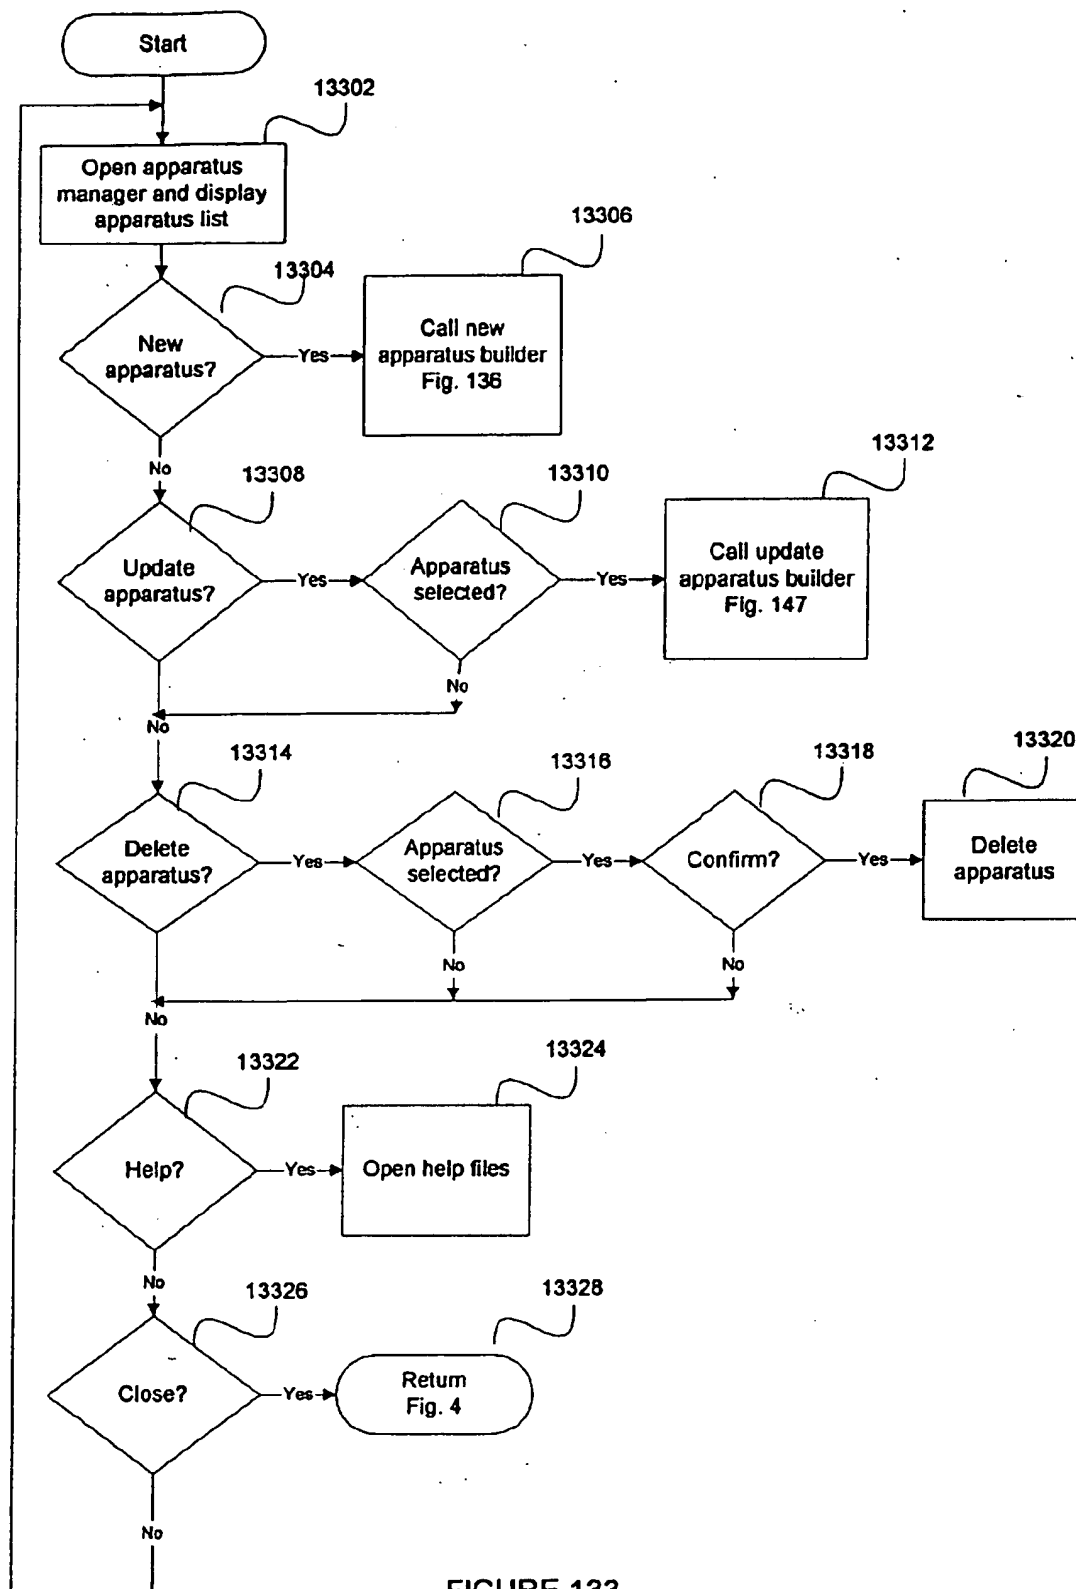 Start
13302
Open apparatus
manager and display
apparatus list
13304
New
apparatus?
Yes
13306
Call new
apparatus builder
Fig. 136
No
13308
Update
apparatus?
Yes
13310
Apparatus
selected?
Yes
13312
Call update
apparatus builder
Fig. 147
No
No
13314
Delete
apparatus?
Yes
13316
Apparatus
selected?
Yes
13318
Confirm?
Yes
13320
Delete
apparatus
No
No
No
13322
Help?
Yes
13324
Open help files
No
13326
Close?
Yes
13328
Return
Fig. 4
No
FIGURE 133